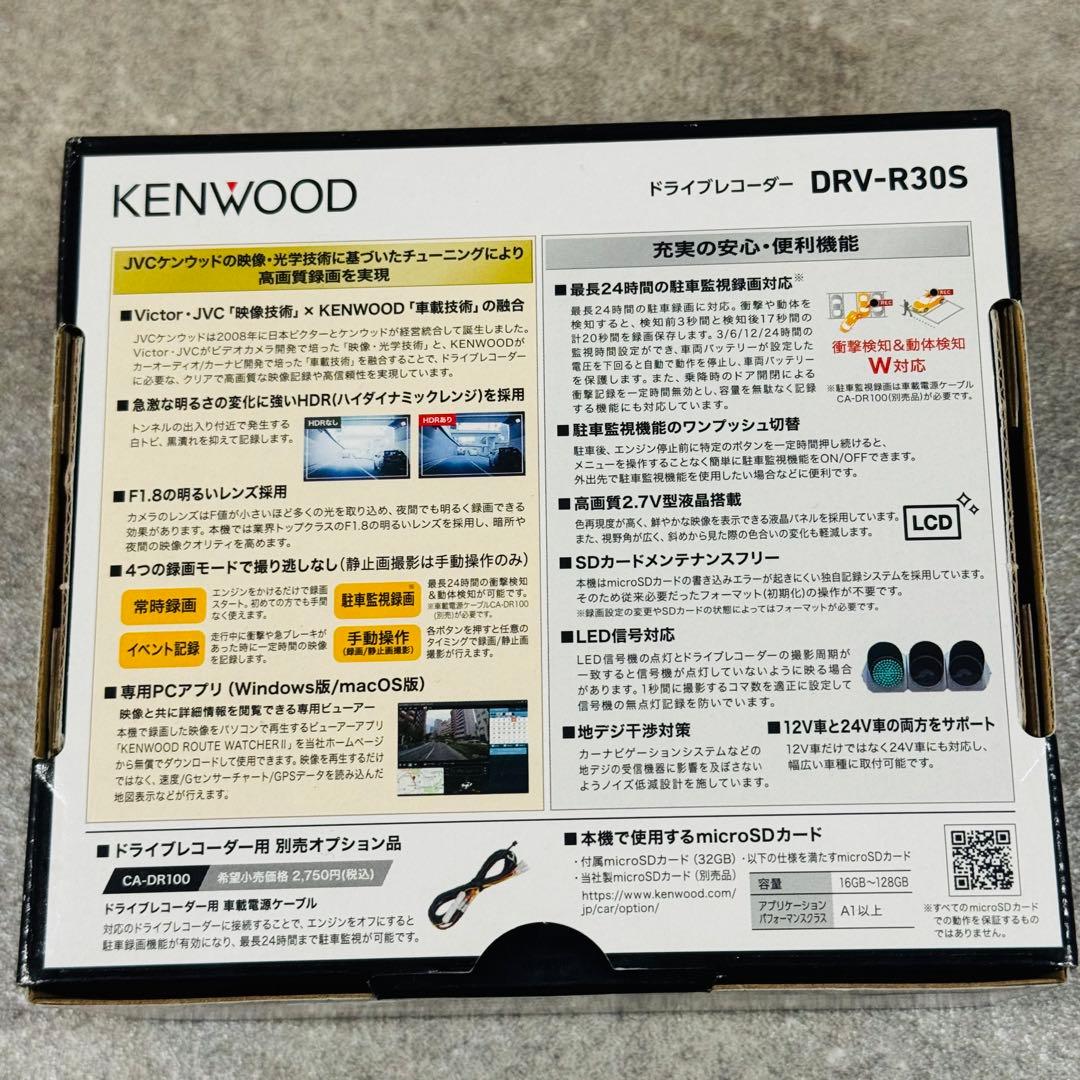 KENWOOD
ドライブレコーダー DRV-R30S
JVCケンウッドの映像・光学技術に基づいたチューニングにより
高画質録画を実現
■Victor・JVC「映像技術」× KENWOOD「車載技術」の融合
JVCケンウッドは2008年に日本ビクターとケンウッドが経営統合して誕生しました。
Victor・JVCがビデオカメラ開発で培った「映像・光学技術」と、KENWOODが
カーオーディオ/カーナビ開発で培った「車載技術」を融合することで、ドライブレコーダー
に必要な、クリアで高画質な映像記録や高信頼性を実現しています。
■急激な明るさの変化に強いHDR(ハイダイナミックレンジ)を採用
トンネルの出入り付近で発生する
白トビ、黒潰れを抑えて記録します。
HDRなし
HDRあり
■F1.8の明るいレンズ採用
カメラのレンズはF値が小さいほど多くの光を取り込め、夜間でも明るく録画できる
効果があります。本機では業界トップクラスのF1.8の明るいレンズを採用し、暗所や
夜間の映像クオリティを高めます。
■4つの録画モードで撮り逃しなし(静止画撮影は手動操作のみ)
常時録画
エンジンをかけるだけで録画
スタート。初めての方でも手間
なく使えます。
駐車監視録画※
最長24時間の衝撃検知
&動体検知が可能です。
※車載電源ケーブルCA-DR100
(別売)が必要です。
イベント記録
走行中に衝撃や急ブレーキが
あった時に一定時間の映像
を記録します。
手動操作
(録画/静止画撮影)
各ボタンを押すと任意の
タイミングで録画/静止画
撮影が行えます。
■専用PCアプリ(Windows版/macOS版)
映像と共に詳細情報を閲覧できる専用ビューアー
本機で録画した映像をパソコンで再生するビューアーアプリ
「KENWOOD ROUTE WATCHERⅡ」を当社ホームページ
から無償でダウンロードして使用できます。映像を再生するだけ
ではなく、速度/Gセンサーチャート/GPSデータを読み込んだ
地図表示などが行えます。
充実の安心・便利機能
■最長24時間の駐車監視録画対応※
最長24時間の駐車録画に対応。衝撃や動体を
検知すると、検知前3秒間と検知後17秒間の
計20秒間を録画保存します。3/6/12/24時間の
監視時間設定ができ、車両バッテリーが設定した
電圧を下回ると自動で動作を停止し、車両バッテリー
を保護します。また、乗降時のドア開閉による
衝撃記録を一定時間無効とし、容量を無駄なく記録
する機能にも対応しています。
REC
REC
衝撃検知&動体検知
W対応
※駐車監視録画は車載電源ケーブル
CA-DR100(別売品)が必要です。
■駐車監視機能のワンプッシュ切替
駐車後、エンジン停止前に特定のボタンを一定時間押し続けると、
メニューを操作することなく簡単に駐車監視機能をON/OFFできます。
外出先で駐車監視機能を使用したい場合などに便利です。
■高画質2.7V型液晶搭載
色再現度が高く、鮮やかな映像を表示できる液晶パネルを採用しています。
また、視野角が広く、斜めから見た際の色合いの変化も軽減します。
LCD
■SDカードメンテナンスフリー
本機はmicroSDカードの書き込みエラーが起きにくい独自記録システムを採用しています。
そのため従来必要だったフォーマット(初期化)の操作が不要です。
※録画設定の変更やSDカードの状態によってはフォーマットが必要です。
■LED信号対応
LED信号機の点灯とドライブレコーダーの撮影周期が
一致すると信号機が点灯していないように映る場合
があります。1秒間に撮影するコマ数を適正に設定して
信号機の無点灯記録を防いでいます。
■地デジ干渉対策
カーナビゲーションシステムなどの
地デジの受信機器に影響を及ぼさない
ようノイズ低減設計を施しています。
■12V車と24V車の両方をサポート
12V車だけではなく24V車にも対応し、
幅広い車種に取付可能です。
■ドライブレコーダー用 別売オプション品
CA-DR100 希望小売価格 2,750円(税込)
ドライブレコーダー用 車載電源ケーブル
対応のドライブレコーダーに接続することで、エンジンをオフにすると
駐車録画機能が有効になり、最長24時間まで駐車監視が可能です。
■本機で使用するmicroSDカード
・付属microSDカード(32GB)
・当社製microSDカード(別売品)
https://www.kenwood.com/
jp/car/option/
・以下の仕様を満たすmicroSDカード
容量 16GB~128GB
アプリケーション
パフォーマンスクラス
A1以上
※すべてのmicroSDカード
での動作を保証するもの
ではありません。